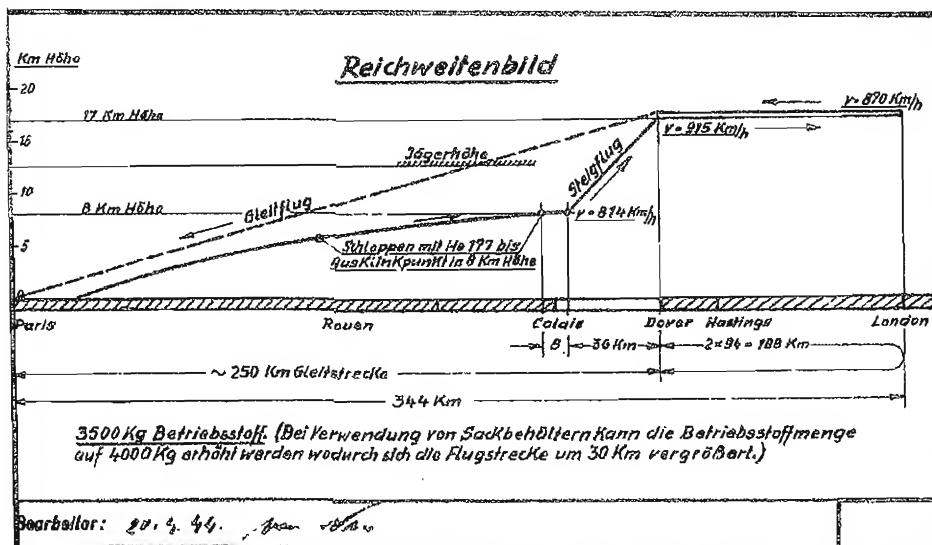 Km Höhe
Reichweitenbild
20
v=870 Km/h
17 Km Höhe
v=915 Km/h
15
Jägerhöhe
Steigflug
10
8 Km Höhe
Gleitflug
v=814 Km/h
5
Schleppen mit He 177 bis
Ausklinkpunkt in 8 Km Höhe
0
Paris Rouen Calais Dover Hastings London
8 36 Km 2×94=188 Km
~250 Km Gleitstrecke
344 Km
3500 Kg Betriebsstoff. (Bei Verwendung von Sackbehältern kann die Betriebsstoffmenge
auf 4000 Kg erhöht werden wodurch sich die Flugstrecke um 30 Km vergrößert.)
Bearbeiter: